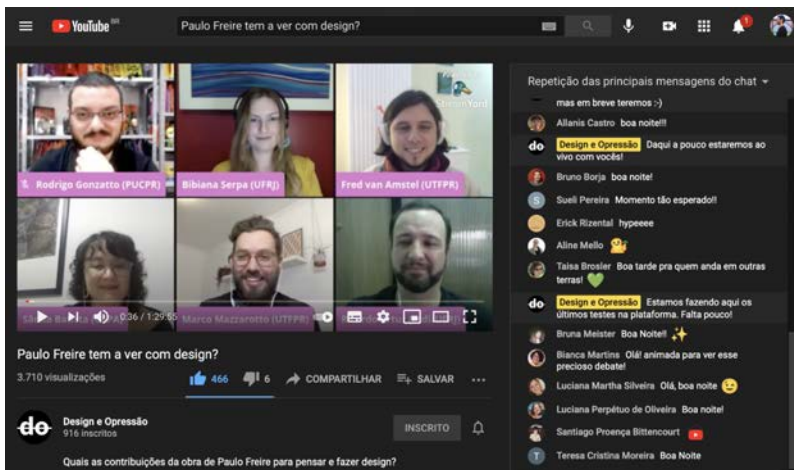 YouTube BR
Paulo Freire tem a ver com design?
1
StreamYard
Rodrigo Gonzatto (PUCPR)
Bibiana Serpa (UFRJ)
Fred van Amstel (UTFPR)
Marco Mazzarotto (UTFPR)
0:36 / 1:29:55
Paulo Freire tem a ver com design?
3.710 visualizações
466
6
COMPARTILHAR
SALVAR
do
Design e Opressão
916 inscritos
INSCRITO
Quais as contribuições da obra de Paulo Freire para pensar e fazer design?
Repetição das principais mensagens do chat
mas em breve teremos :-)
Allanis Castro boa noite!!!
do Design e Opressão Daqui a pouco estaremos ao
vivo com vocês!
Bruno Borja boa noite!
S Sueli Pereira Momento tão esperado!!
Erick Rizental hypeeee
Aline Mello
Taisa Brosler Boa tarde pra quem anda em outras
terras! 💚
do Design e Opressão Estamos fazendo aqui os
últimos testes na plataforma. Falta pouco!
Bruna Meister Boa Noite!! ✨
Bianca Martins Olá! animada para ver esse
precioso debate!
Luciana Martha Silveira Olá, boa noite 😉
Luciana Perpétuo de Oliveira Boa noite!
Santiago Proença Bittencourt
T Teresa Cristina Moreira Boa Noite